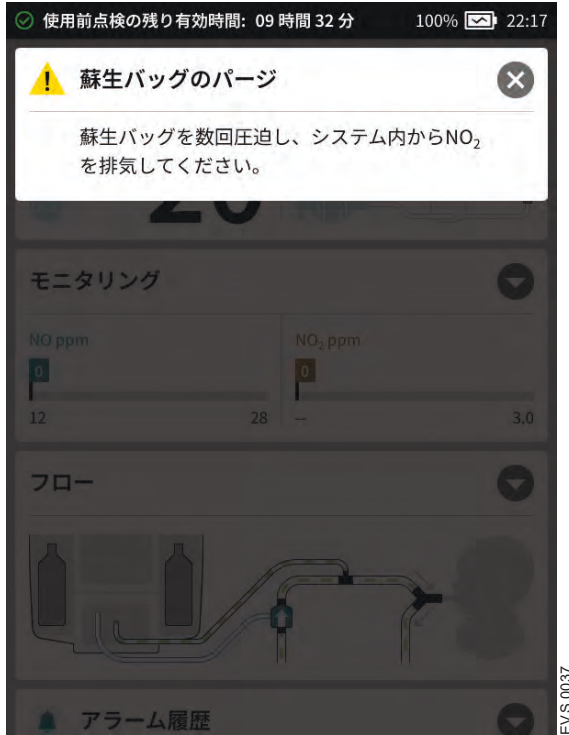 使用前点検の残り有効時間: 09 時間 32 分 100% 22:17
蘇生バッグのパージ
蘇生バッグを数回圧迫し、システム内からNO₂
を排気してください。
20
モニタリング
NO ppm NO₂ ppm
0 0
12 28 -- 3.0
フロー
アラーム履歴
EVS 0037